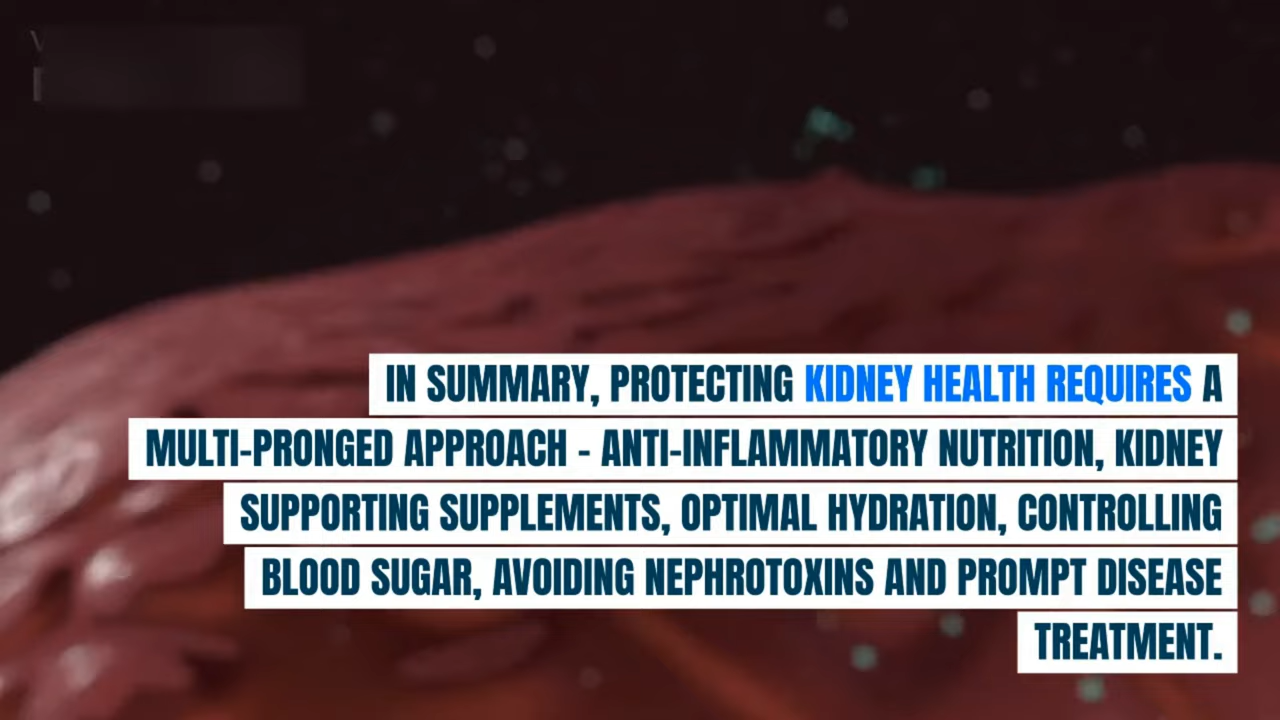 IN SUMMARY, PROTECTING KIDNEY HEALTH REQUIRES A
MULTI-PRONGED APPROACH - ANTI-INFLAMMATORY NUTRITION, KIDNEY
SUPPORTING SUPPLEMENTS, OPTIMAL HYDRATION, CONTROLLING
BLOOD SUGAR, AVOIDING NEPHROTOXINS AND PROMPT DISEASE
TREATMENT.